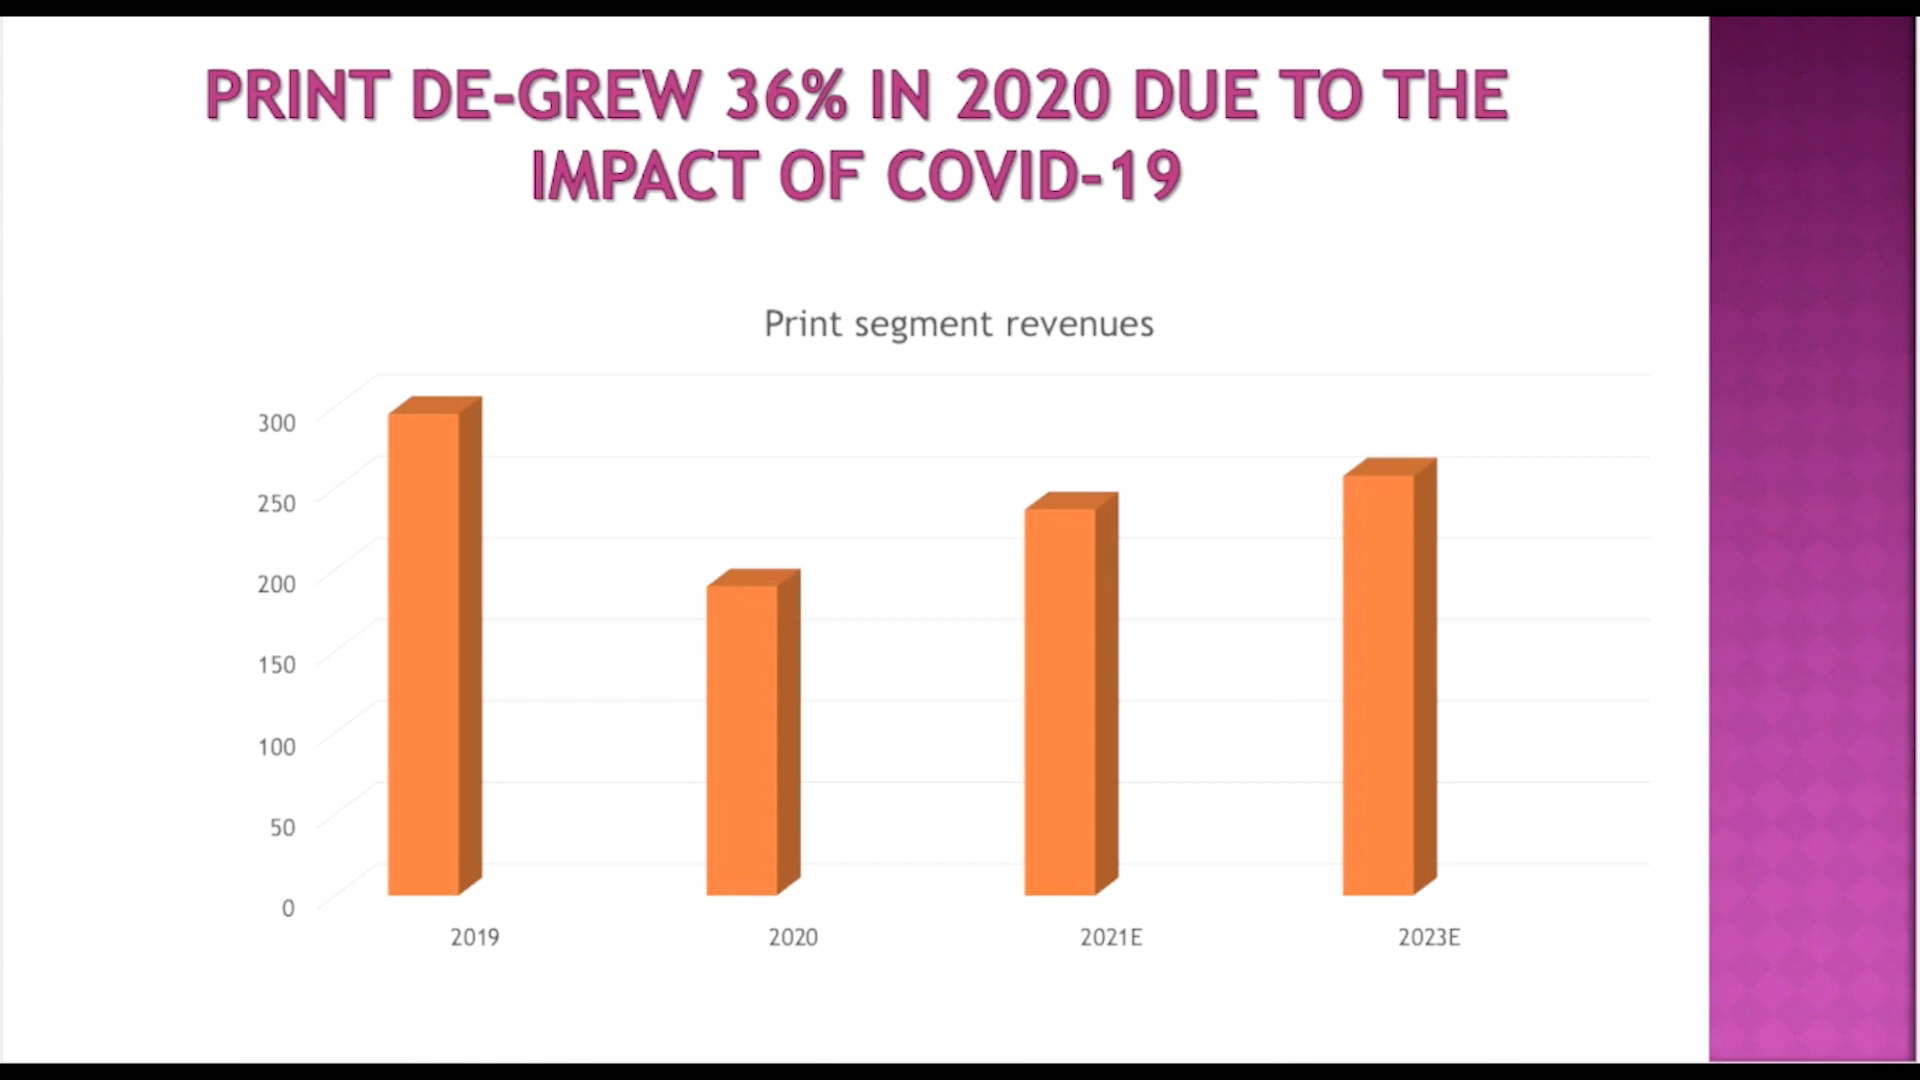 PRINT DE-GREW 36% IN 2020 DUE TO THE
IMPACT OF COVID-19
Print segment revenues
300
250
200
150
100
50
0
2019 2020 2021E 2023E